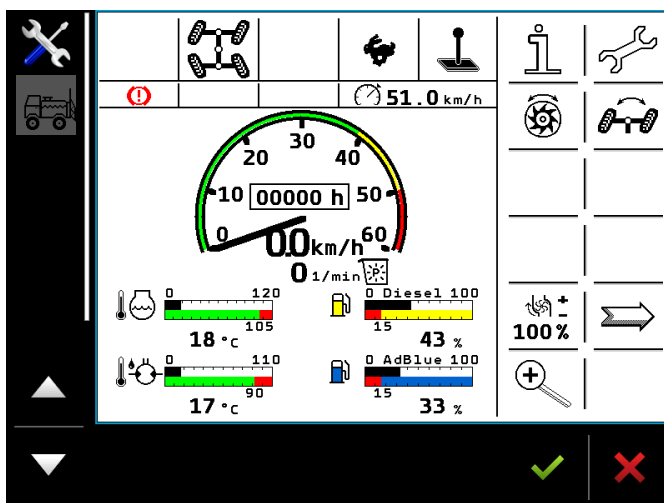 51.0 km/h
30
20 40
10 00000 h 50
0 0.0 km/h 60
0 1/min P
0 120
105
18 °C
0 Diesel 100
15
43 %
0 110
90
17 °C
0 AdBlue 100
15
33 %
+
-
100 %